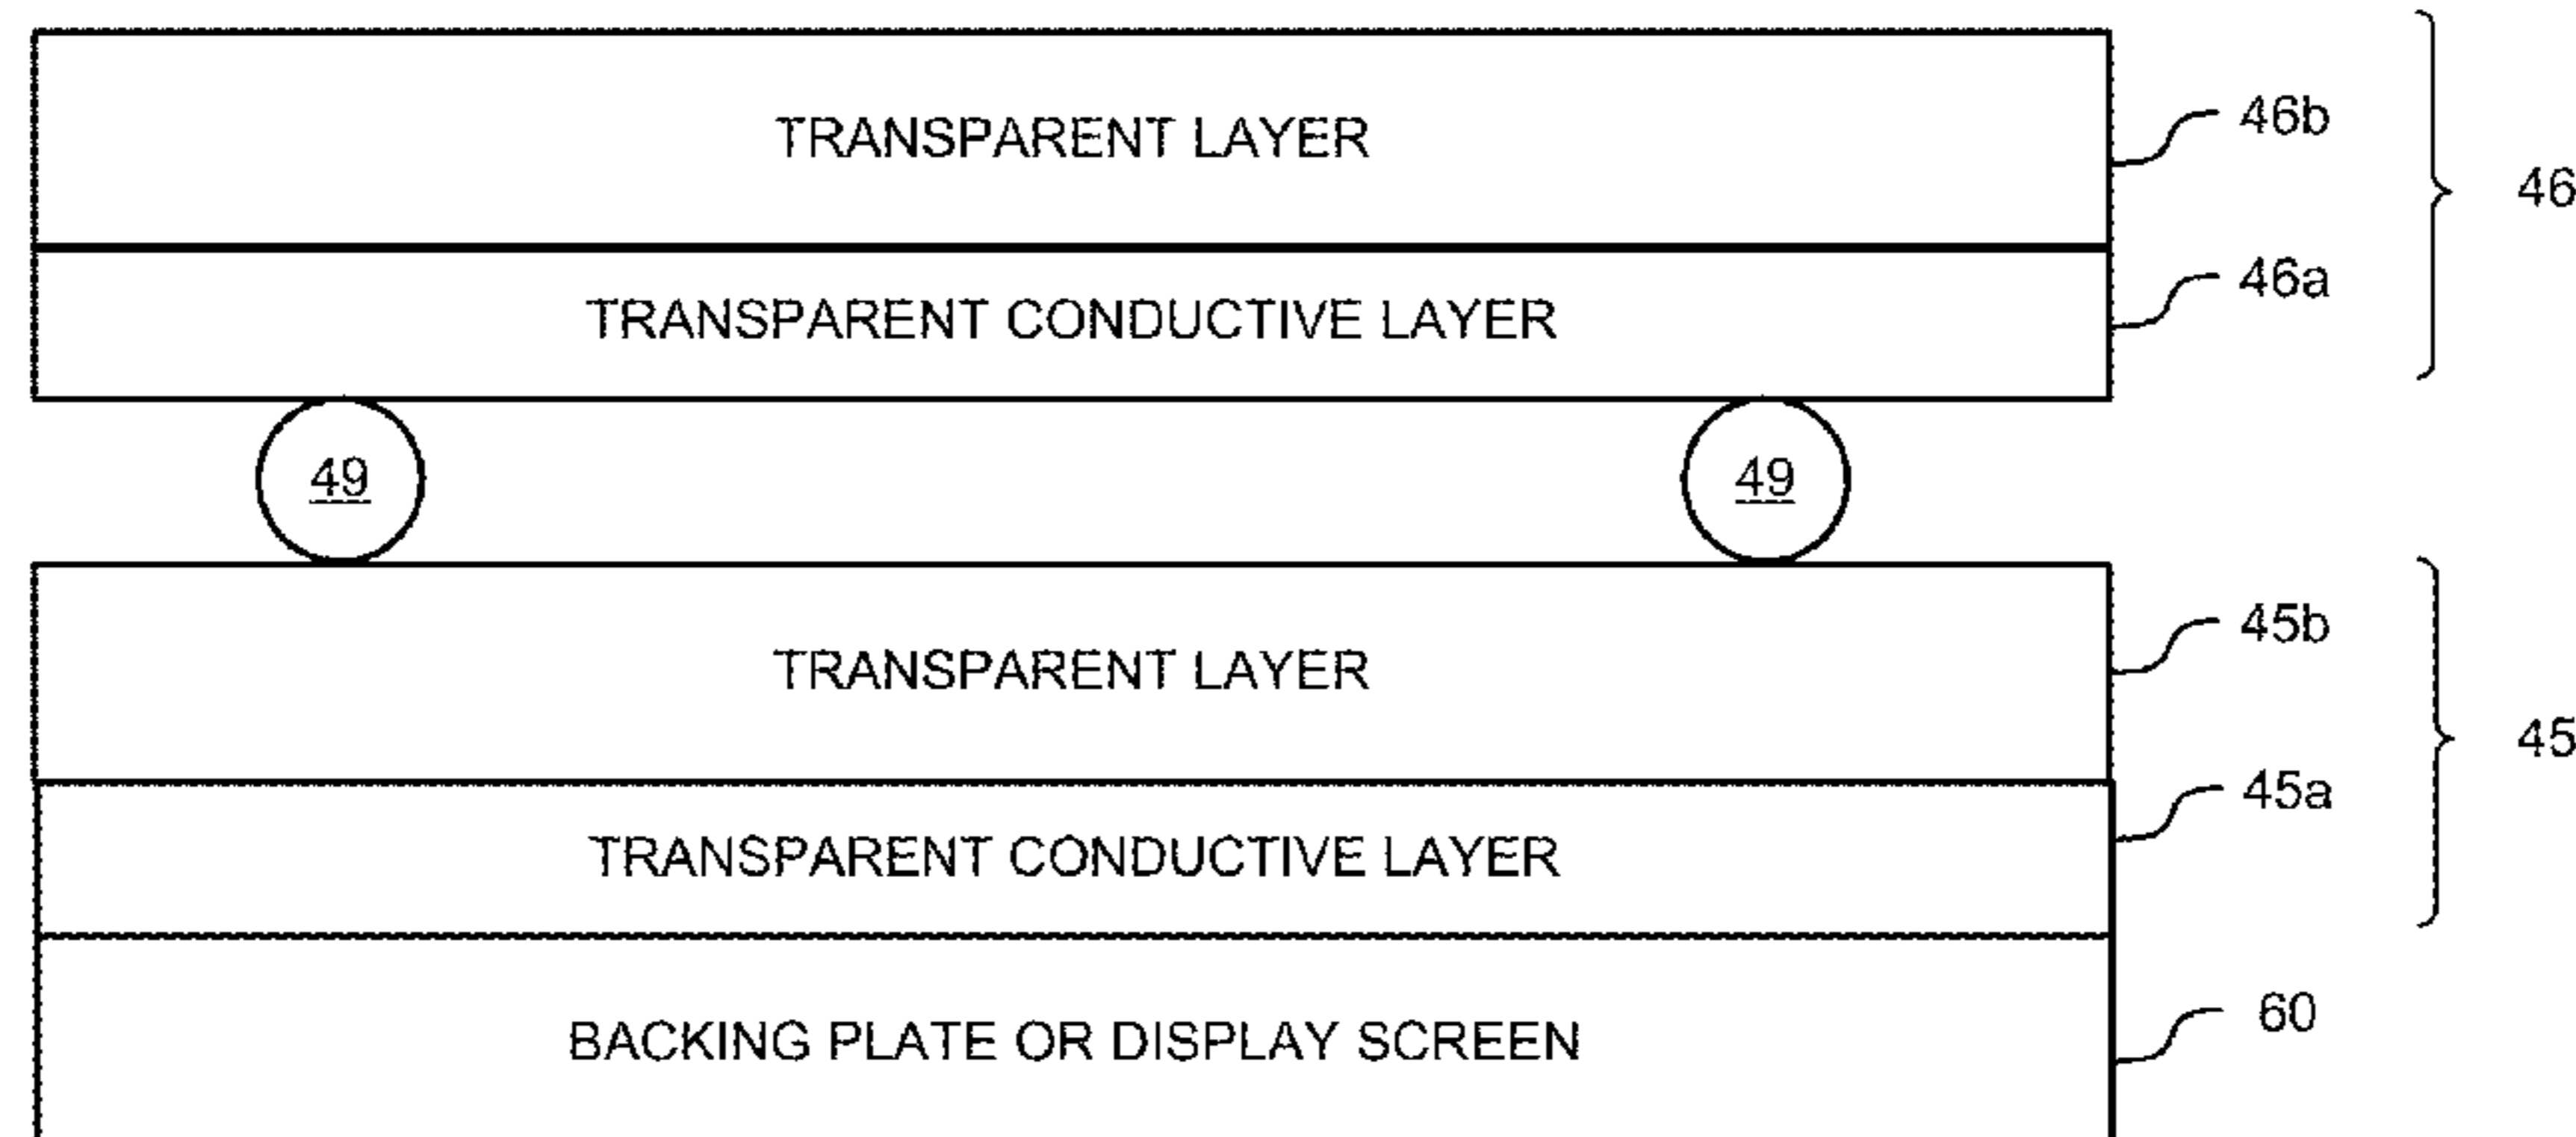 TRANSPARENT LAYER
46b
46
TRANSPARENT CONDUCTIVE LAYER
46a
49
49
TRANSPARENT LAYER
45b
45
TRANSPARENT CONDUCTIVE LAYER
45a
BACKING PLATE OR DISPLAY SCREEN
60